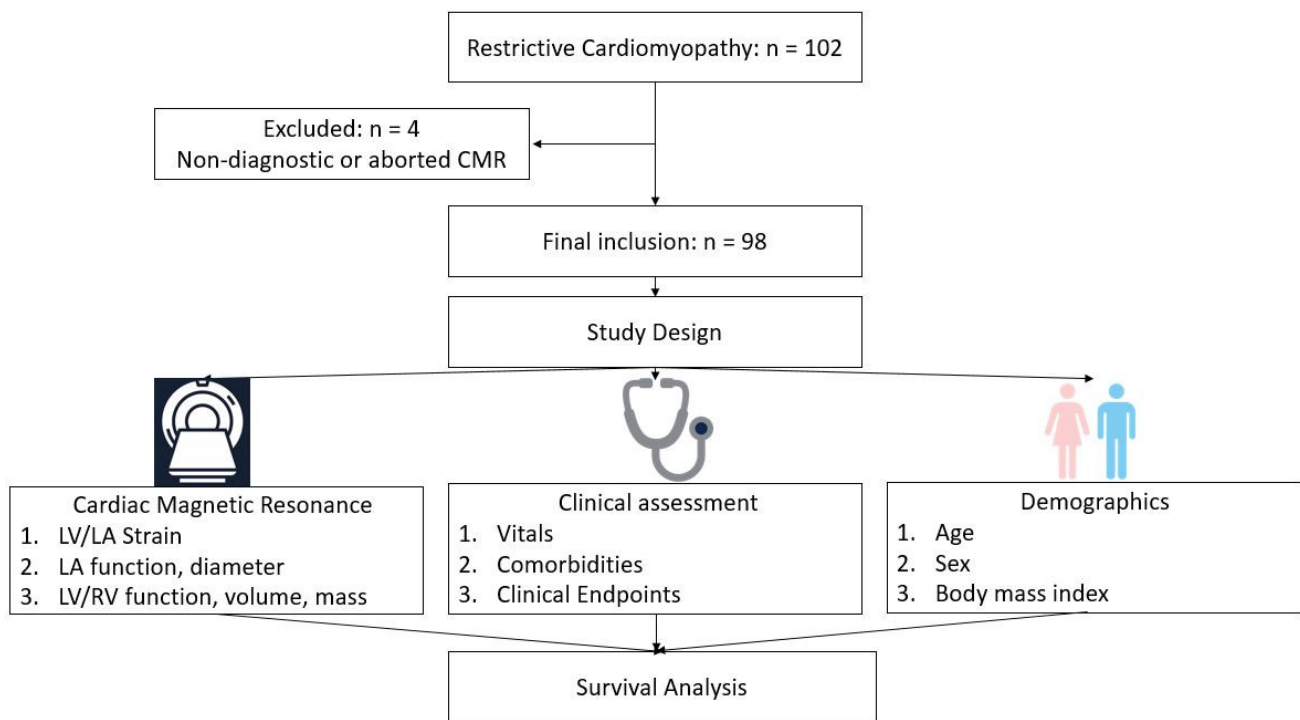 Restrictive Cardiomyopathy: n = 102
Excluded: n = 4
Non-diagnostic or aborted CMR
Final inclusion: n = 98
Study Design
Cardiac Magnetic Resonance
1. LV/LA Strain
2. LA function, diameter
3. LV/RV function, volume, mass
Clinical assessment
1. Vitals
2. Comorbidities
3. Clinical Endpoints
Demographics
1. Age
2. Sex
3. Body mass index
Survival Analysis